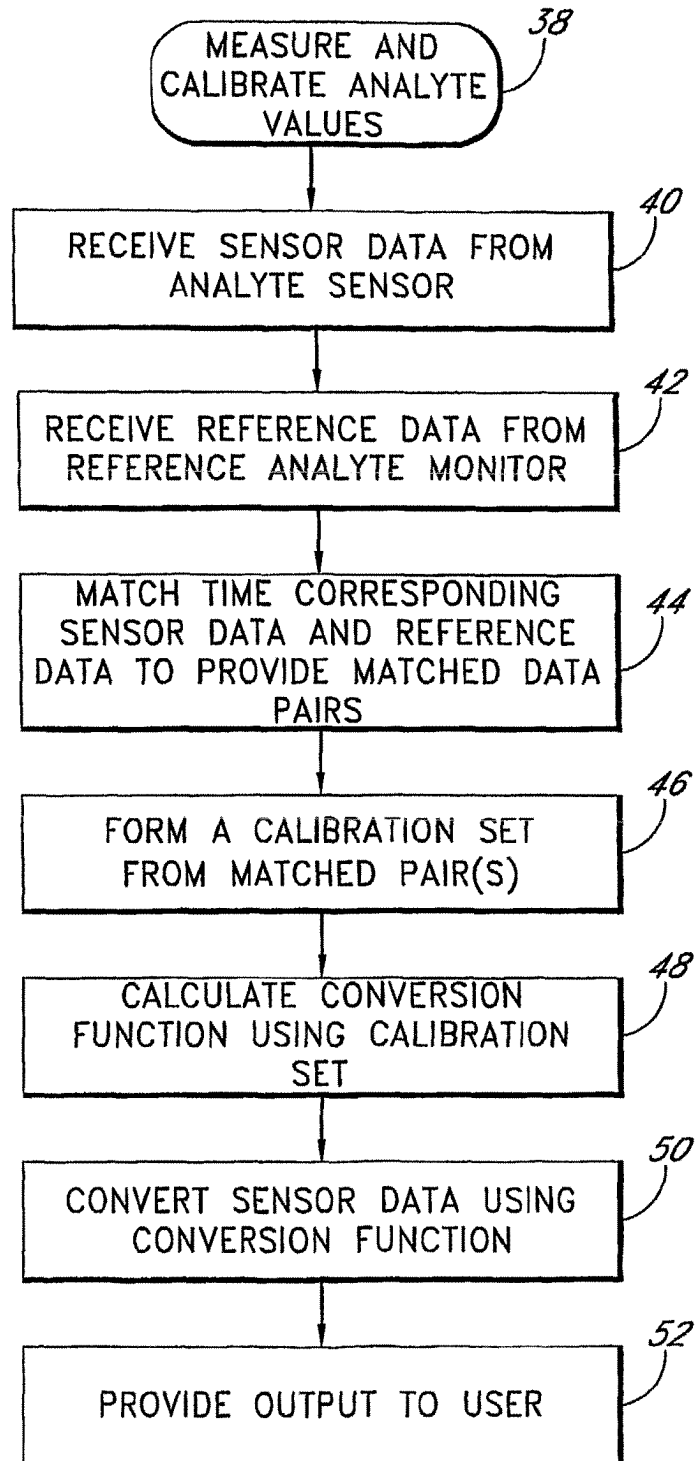 38
MEASURE AND
CALIBRATE ANALYTE
VALUES
40
RECEIVE SENSOR DATA FROM
ANALYTE SENSOR
42
RECEIVE REFERENCE DATA FROM
REFERENCE ANALYTE MONITOR
44
MATCH TIME CORRESPONDING
SENSOR DATA AND REFERENCE
DATA TO PROVIDE MATCHED DATA
PAIRS
46
FORM A CALIBRATION SET
FROM MATCHED PAIR(S)
48
CALCULATE CONVERSION
FUNCTION USING CALIBRATION
SET
50
CONVERT SENSOR DATA USING
CONVERSION FUNCTION
52
PROVIDE OUTPUT TO USER